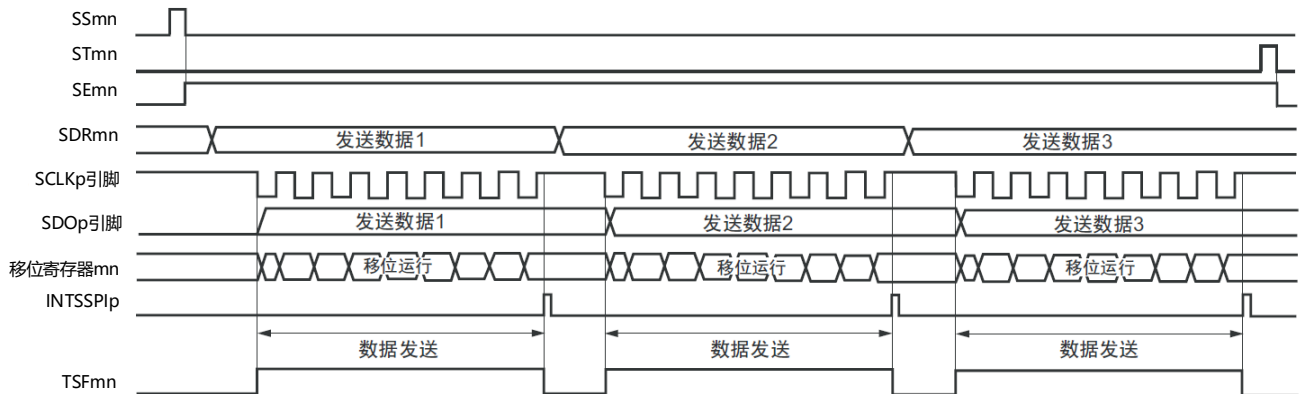 SSmn
STmn
SEmn
SDRmn 发送数据1 发送数据2 发送数据3
SCLKp引脚
SDOp引脚 发送数据1 发送数据2 发送数据3
移位寄存器mn 移位运行 移位运行 移位运行
INTSSPIp
数据发送 数据发送 数据发送
TSFmn